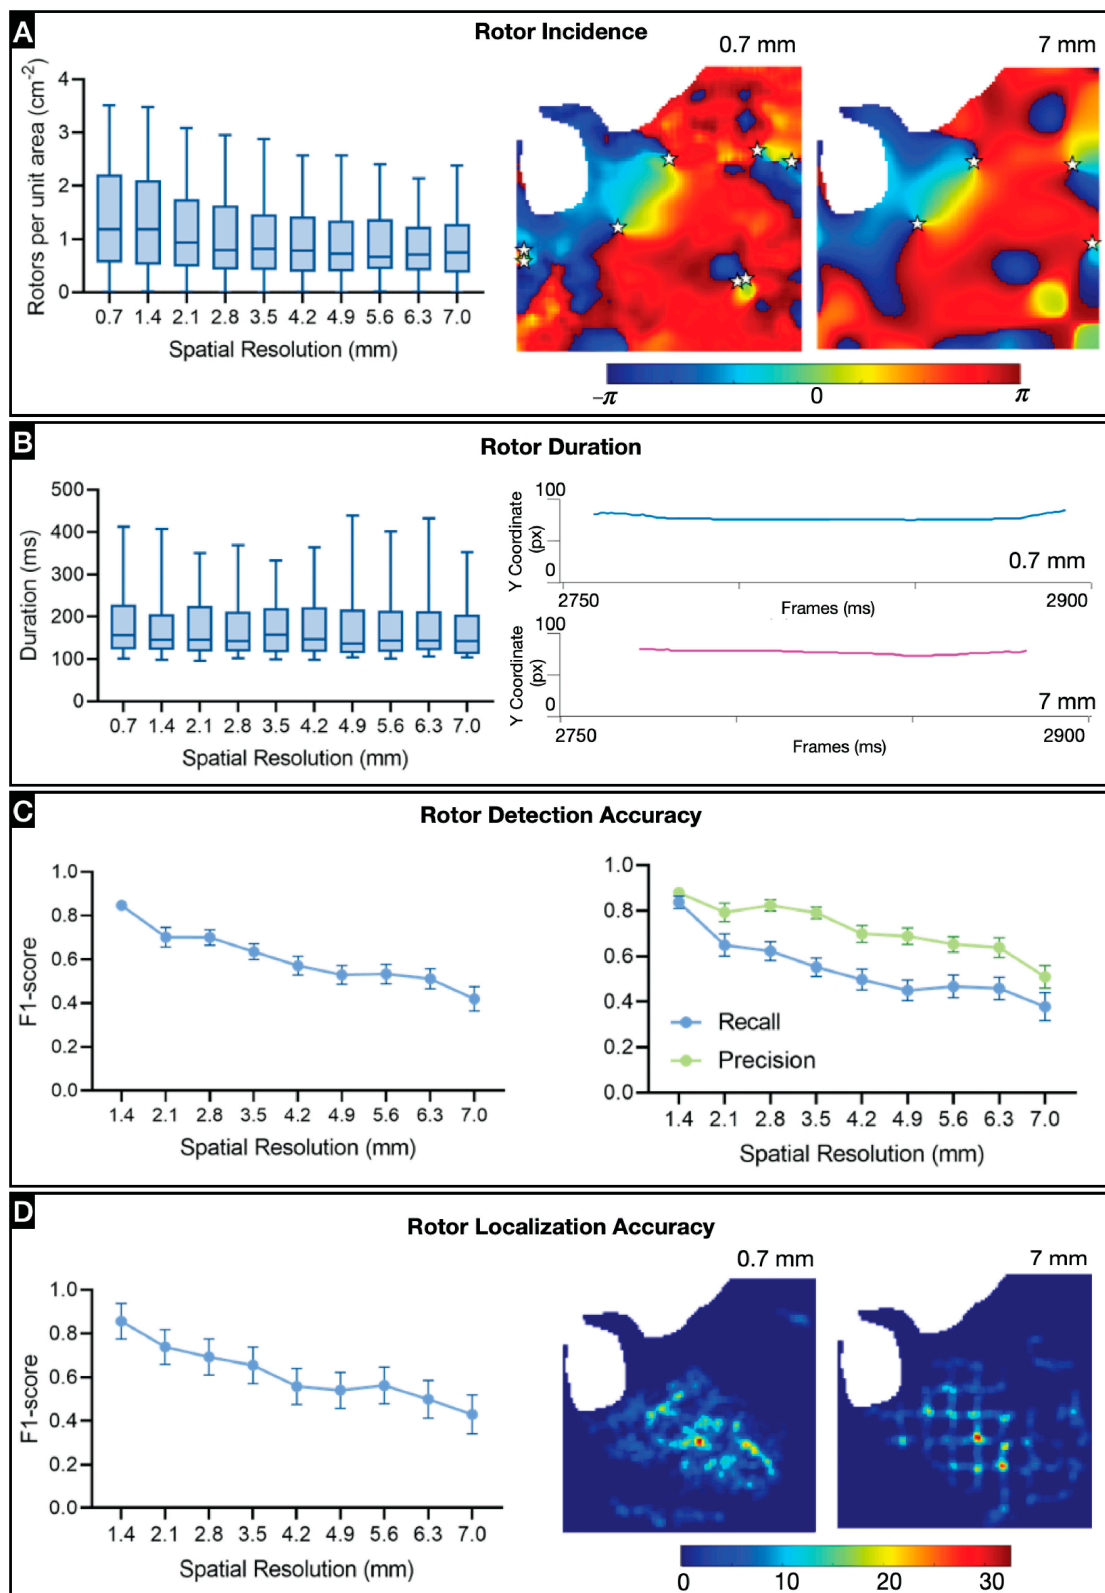 A
Rotor Incidence
0.7 mm
7 mm
Rotors per unit area (cm⁻²)
4
3
2
1
0
0.7 1.4 2.1 2.8 3.5 4.2 4.9 5.6 6.3 7.0
Spatial Resolution (mm)
−π 0 π
B
Rotor Duration
Duration (ms)
500
400
300
200
100
0
0.7 1.4 2.1 2.8 3.5 4.2 4.9 5.6 6.3 7.0
Spatial Resolution (mm)
Y Coordinate
(px)
100
0
0.7 mm
2750 2900
Frames (ms)
Y Coordinate
(px)
100
0
7 mm
2750 2900
Frames (ms)
C
Rotor Detection Accuracy
F1-score
1.0
0.8
0.6
0.4
0.2
0.0
1.4 2.1 2.8 3.5 4.2 4.9 5.6 6.3 7.0
Spatial Resolution (mm)
1.0
0.8
0.6
0.4
0.2
0.0
Recall
Precision
1.4 2.1 2.8 3.5 4.2 4.9 5.6 6.3 7.0
Spatial Resolution (mm)
D
Rotor Localization Accuracy
F1-score
1.0
0.8
0.6
0.4
0.2
0.0
1.4 2.1 2.8 3.5 4.2 4.9 5.6 6.3 7.0
Spatial Resolution (mm)
0.7 mm
7 mm
0 10 20 30